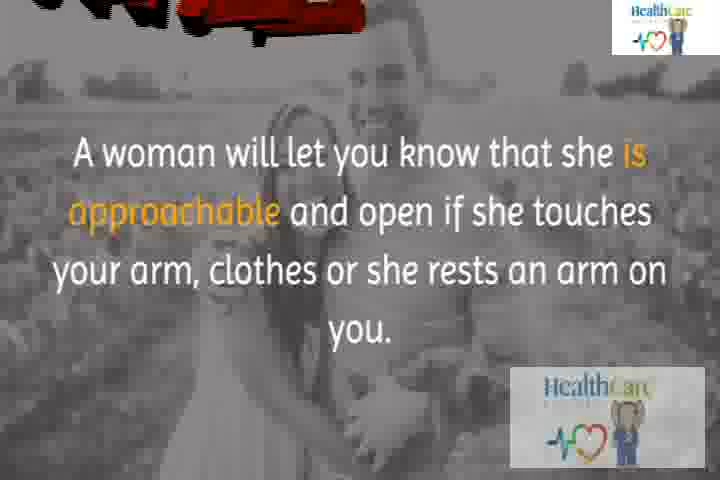 HealthCare
A woman will let you know that she is
approachable and open if she touches
your arm, clothes or she rests an arm on
you.
HealthCare